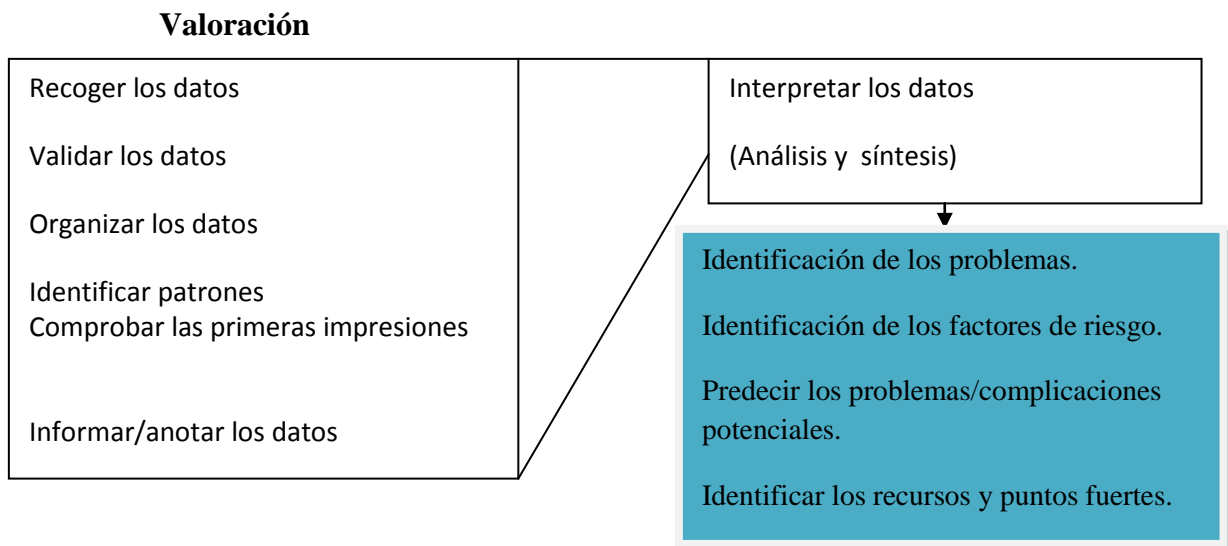 Valoración
Recoger los datos
Validar los datos
Organizar los datos
Identificar patrones
Comprobar las primeras impresiones
Informar/anotar los datos
Interpretar los datos
(Análisis y síntesis)
Identificación de los problemas.
Identificación de los factores de riesgo.
Predecir los problemas/complicaciones
potenciales.
Identificar los recursos y puntos fuertes.